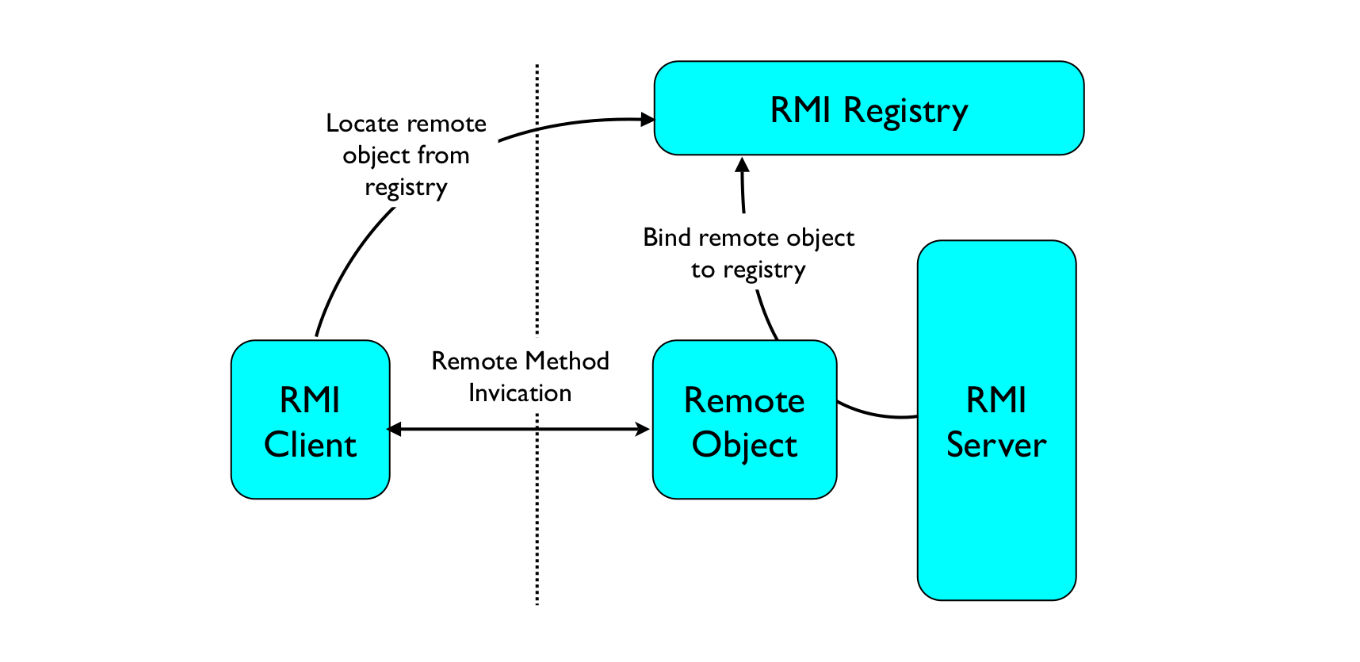 Locate remote
object from
registry
RMI Registry
Bind remote object
to registry
Remote Method
Invication
RMI
Client
Remote
Object
RMI
Server